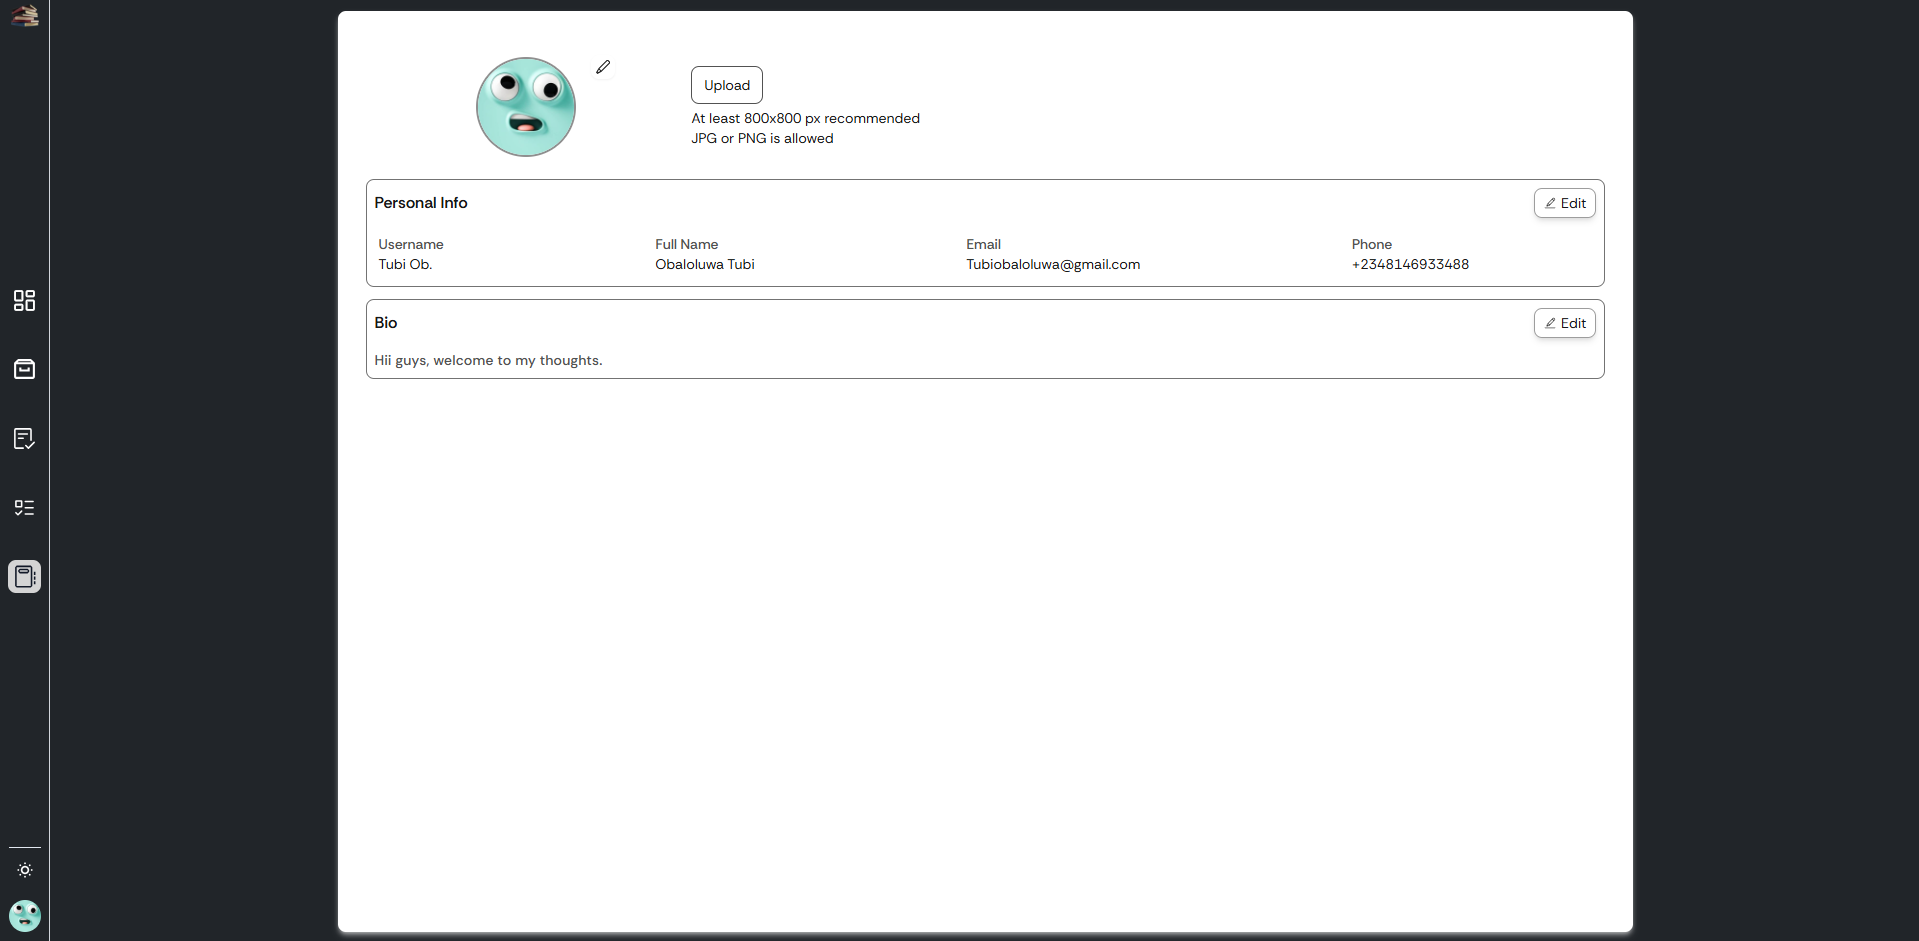 Upload
At least 800x800 px recommended
JPG or PNG is allowed
Personal Info
Edit
Username
Full Name
Email
Phone
Tubi Ob.
Obaloluwa Tubi
Tubiobaloluwa@gmail.com
+2348146933488
Bio
Edit
Hii guys, welcome to my thoughts.